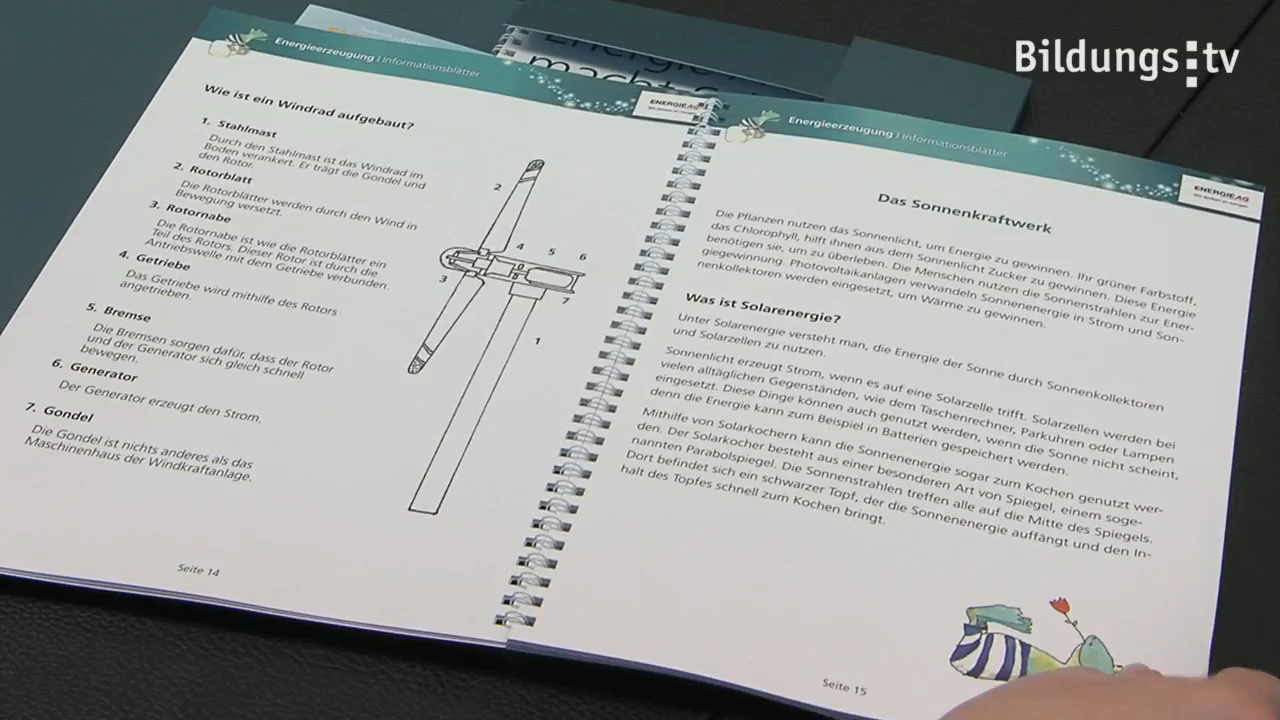 Bildungs:tv
Energie
macht
Energieerzeugung | Informationsblätter
ENERGIEAG
Wie ist ein Windrad aufgebaut?
1. Stahlmast
Durch den Stahlmast ist das Windrad im
Boden verankert. Er trägt die Gondel und
den Rotor.
2. Rotorblatt
Die Rotorblätter werden durch den Wind in
Bewegung versetzt.
3. Rotornabe
Die Rotornabe ist wie die Rotorblätter ein
Teil des Rotors. Dieser Rotor ist durch die
Antriebswelle mit dem Getriebe verbunden.
4. Getriebe
Das Getriebe wird mithilfe des Rotors
angetrieben.
5. Bremse
Die Bremsen sorgen dafür, dass der Rotor
und der Generator sich gleich schnell
bewegen.
6. Generator
Der Generator erzeugt den Strom.
7. Gondel
Die Gondel ist nichts anderes als das
Maschinenhaus der Windkraftanlage.
2
4
5
6
3
7
1
Seite 14
Energieerzeugung | Informationsblätter
ENERGIEAG
Das Sonnenkraftwerk
Die Pflanzen nutzen das Sonnenlicht, um Energie zu gewinnen. Ihr grüner Farbstoff,
das Chlorophyll, hilft ihnen aus dem Sonnenlicht Zucker zu gewinnen. Diese Energie
benötigen sie, um zu überleben. Die Menschen nutzen die Sonnenstrahlen zur Ener-
giegewinnung. Photovoltaikanlagen verwandeln Sonnenenergie in Strom und Son-
nenkollektoren werden eingesetzt, um Wärme zu gewinnen.
Was ist Solarenergie?
Unter Solarenergie versteht man, die Energie der Sonne durch Sonnenkollektoren
und Solarzellen zu nutzen.
Sonnenlicht erzeugt Strom, wenn es auf eine Solarzelle trifft. Solarzellen werden bei
vielen alltäglichen Gegenständen, wie dem Taschenrechner, Parkuhren oder Lampen
eingesetzt. Diese Dinge können auch genutzt werden, wenn die Sonne nicht scheint,
denn die Energie kann zum Beispiel in Batterien gespeichert werden.
Mithilfe von Solarkochern kann die Sonnenenergie sogar zum Kochen genutzt wer-
den. Der Solarkocher besteht aus einer besonderen Art von Spiegel, einem soge-
nannten Parabolspiegel. Die Sonnenstrahlen treffen alle auf die Mitte des Spiegels.
Dort befindet sich ein schwarzer Topf, der die Sonnenenergie auffängt und den In-
halt des Topfes schnell zum Kochen bringt.
Seite 15